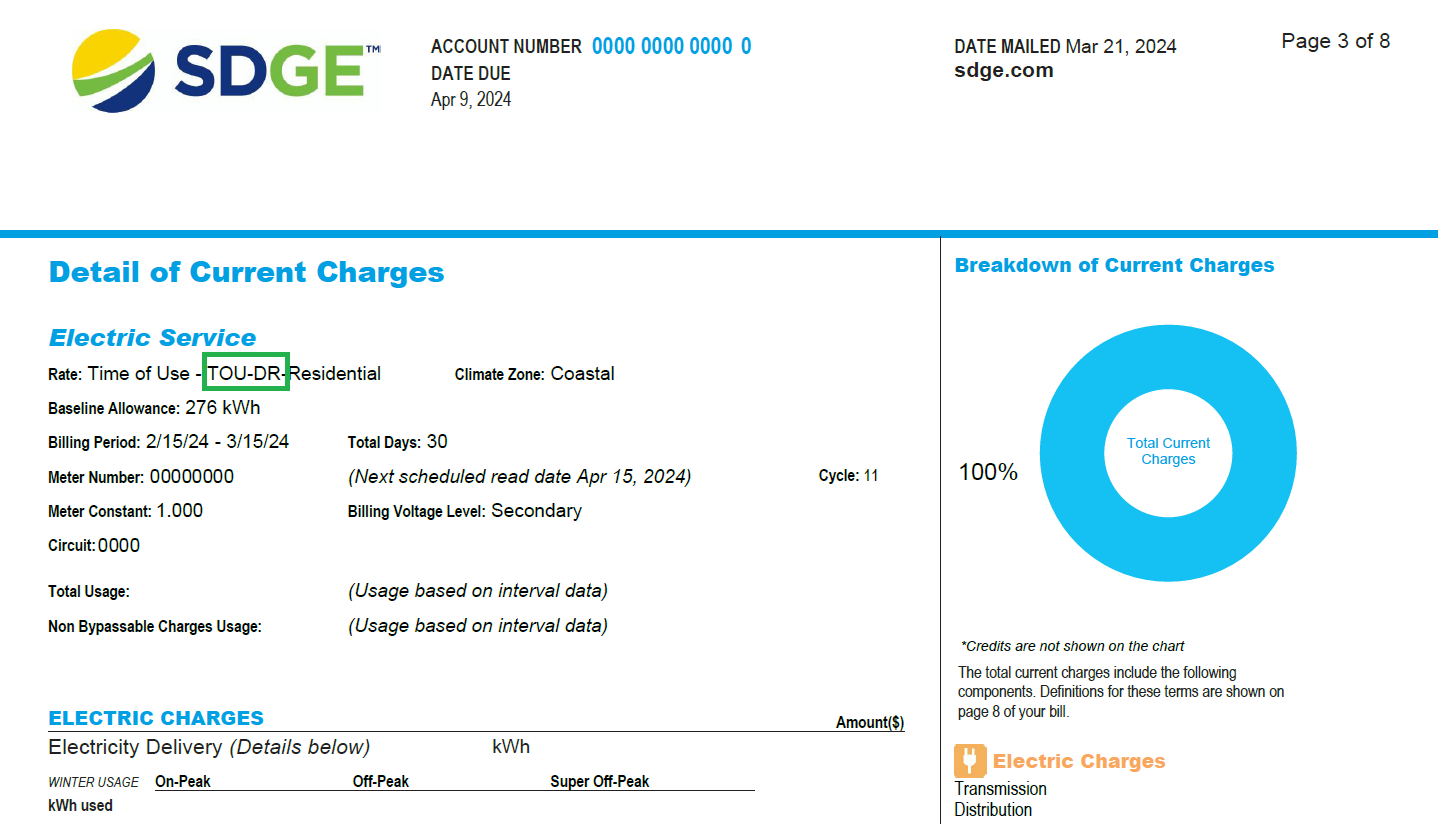 SDGE™
ACCOUNT NUMBER 0000 0000 0000 0
DATE DUE
Apr 9, 2024
DATE MAILED Mar 21, 2024
sdge.com
Page 3 of 8
Detail of Current Charges
Electric Service
Rate: Time of Use - TOU-DR-Residential Climate Zone: Coastal
Baseline Allowance: 276 kWh
Billing Period: 2/15/24 - 3/15/24 Total Days: 30
Meter Number: 00000000 (Next scheduled read date Apr 15, 2024) Cycle: 11
Meter Constant: 1.000 Billing Voltage Level: Secondary
Circuit: 0000
Total Usage: (Usage based on interval data)
Non Bypassable Charges Usage: (Usage based on interval data)
ELECTRIC CHARGES Amount($)
Electricity Delivery (Details below) kWh
WINTER USAGE On-Peak Off-Peak Super Off-Peak
kWh used
Breakdown of Current Charges
Total Current
Charges
100%
*Credits are not shown on the chart
The total current charges include the following
components. Definitions for these terms are shown on
page 8 of your bill.
Electric Charges
Transmission
Distribution